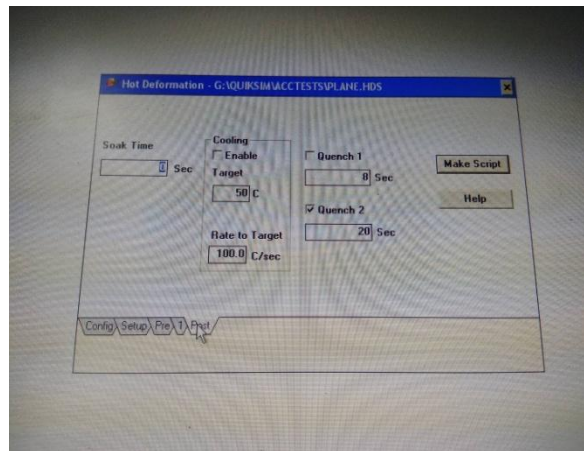 Hot Deformation - G:\QUIKSIM\ACCTESTS\PLANE.HDS
Soak Time
Sec
Cooling
Enable
Target
50 C
Rate to Target
100.0 C/sec
Quench 1
8 Sec
Quench 2
20 Sec
Make Script
Help
Config Setup Pre 1 Post